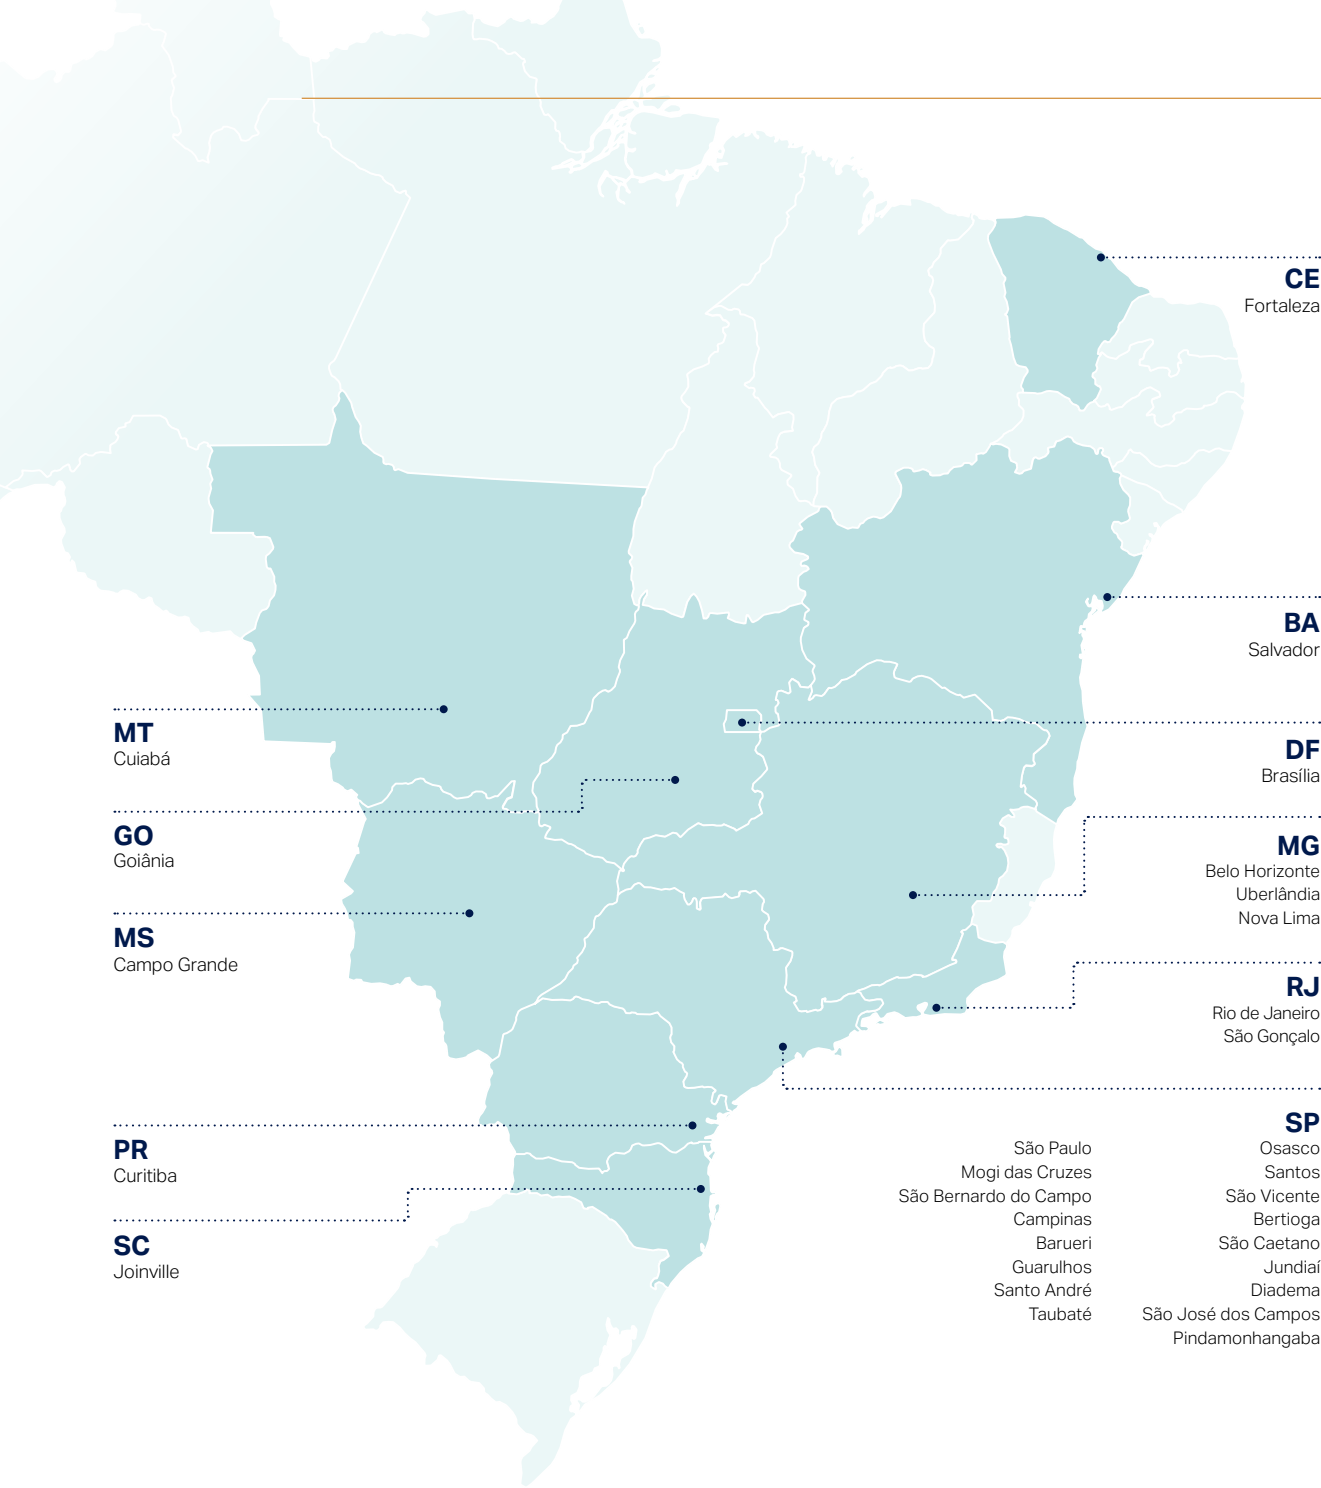 CE
Fortaleza
BA
Salvador
MT
Cuiabá
DF
Brasília
GO
Goiânia
MG
Belo Horizonte
Uberlândia
Nova Lima
MS
Campo Grande
RJ
Rio de Janeiro
São Gonçalo
PR
Curitiba
SC
Joinville
SP
São Paulo
Mogi das Cruzes
São Bernardo do Campo
Campinas
Barueri
Guarulhos
Santo André
Taubaté
Osasco
Santos
São Vicente
Bertioga
São Caetano
Jundiaí
Diadema
São José dos Campos
Pindamonhangaba